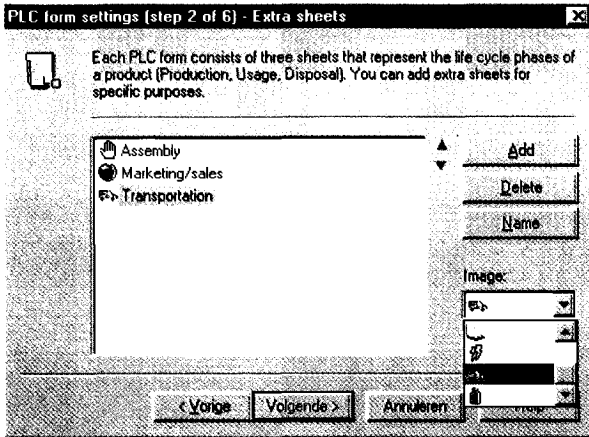 PLC form settings (step 2 of 6) - Extra sheets
Each PLC form consists of three sheets that represent the life cycle phases of
a product (Production, Usage, Disposal). You can add extra sheets for
specific purposes.
Assembly
Marketing/sales
Transportation
Add
Delete
Name
Image:
< Vorige
Volgende >
Annuleren
Help